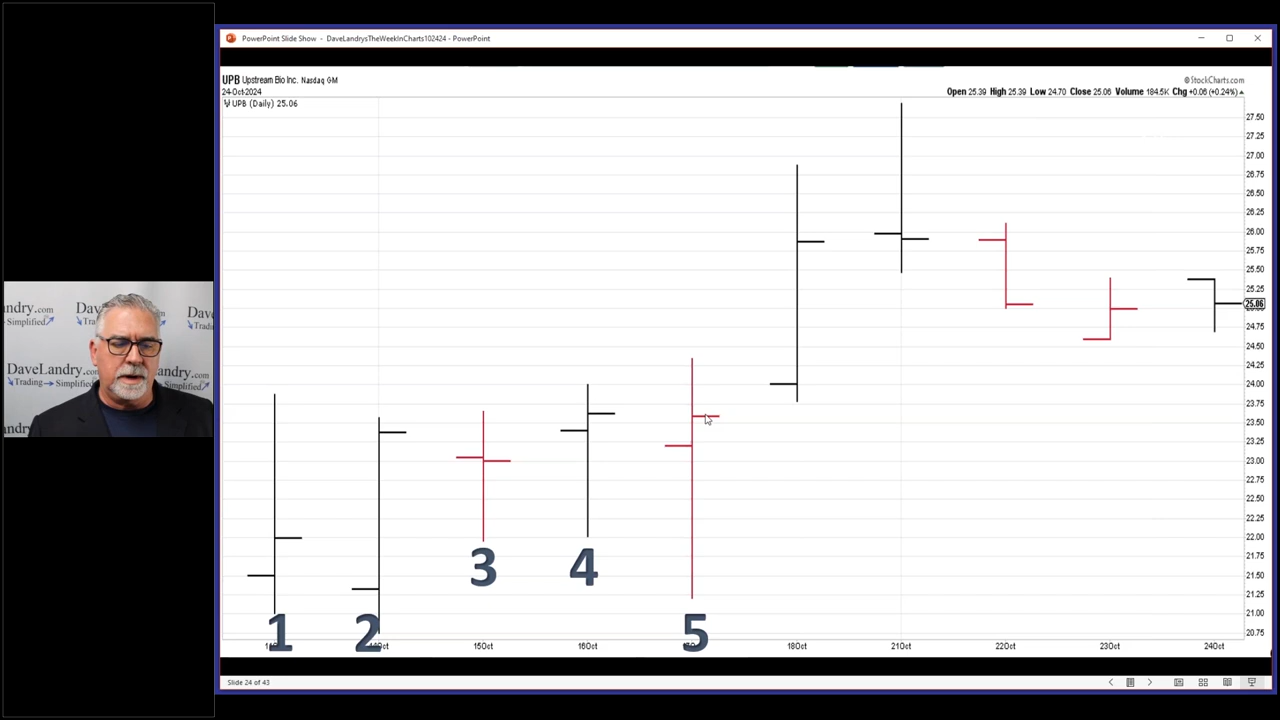 PowerPoint Slide Show - DaveLandrysTheWeekInCharts102424 - PowerPoint
UPB Upstream Bio Inc. Nasdaq GM
© StockCharts.com
24-Oct-2024
Open 25.39 High 25.39 Low 24.70 Close 25.06 Volume 184.5K Chg +0.06 (+0.24%)
UPB (Daily) 25.06
27.50
27.25
27.00
26.75
26.50
26.25
26.00
25.75
25.50
25.25
25.06
24.75
24.50
24.25
24.00
23.75
23.50
23.25
23.00
22.75
22.50
22.25
22.00
21.75
21.50
21.25
21.00
20.75
1
2
3
4
5
15Oct
16Oct
18Oct
21Oct
22Oct
23Oct
24Oct
Slide 24 of 43
DaveLandry.com
Trading Simplified